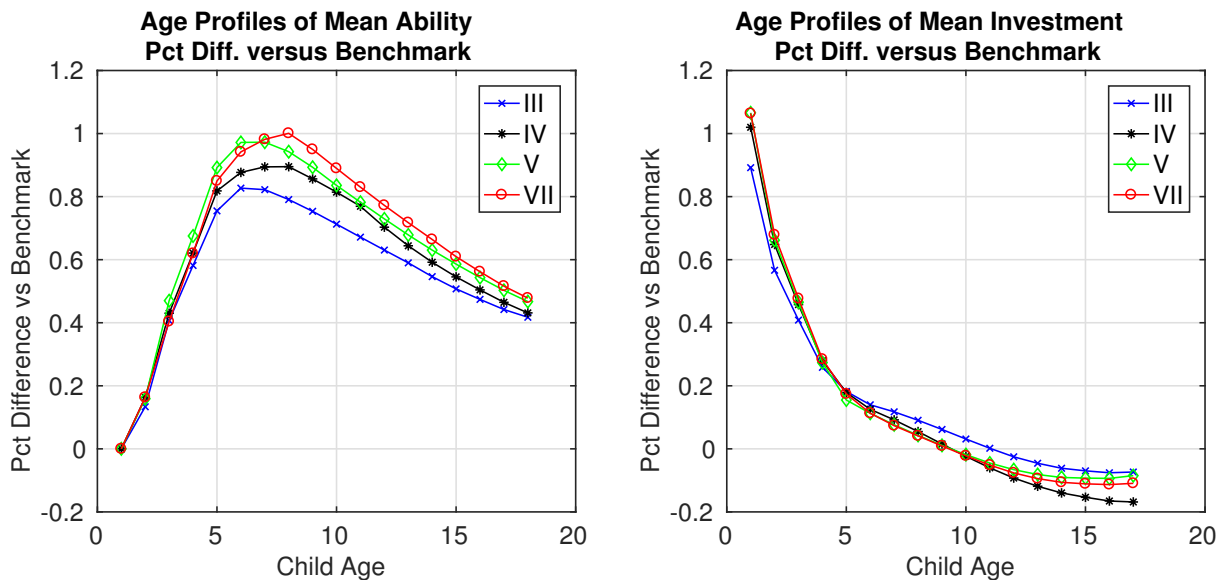 Age Profiles of Mean Ability
Pct Diff. versus Benchmark
Pct Difference vs Benchmark
1.2
1
0.8
0.6
0.4
0.2
0
-0.2
III
IV
V
VII
0
5
10
15
20
Child Age
Age Profiles of Mean Investment
Pct Diff. versus Benchmark
Pct Difference vs Benchmark
1.2
1
0.8
0.6
0.4
0.2
0
-0.2
III
IV
V
VII
0
5
10
15
20
Child Age